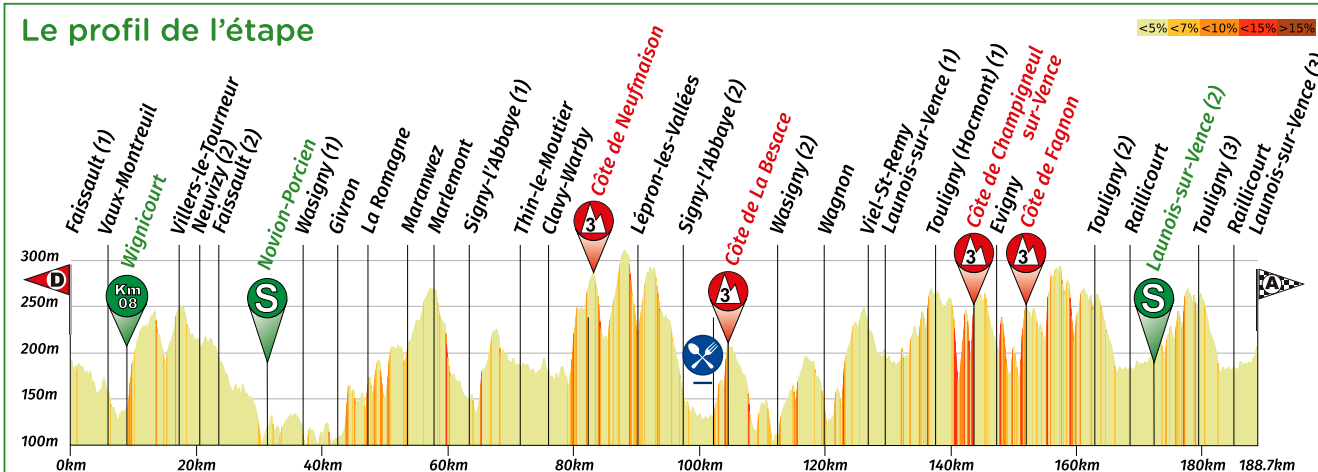 Le profil de l'étape
<5% <7% <10% <15% >15%
Faissault (1)
Vaux-Montreuil
Wignicourt
Villers-le-Tourneur
Neuvizy (2)
Faissault (2)
Novion-Porcien
Wasigny (1)
Givron
La Romagne
Maranwez
Marlemont
Signy-l'Abbaye (1)
Thin-le-Moutier
Clavy-Warby
Côte de Neufmaison
Lépron-les-Vallées
Signy-l'Abbaye (2)
Côte de La Besace
Wasigny (2)
Wagnon
Viel-St-Remy
Launois-sur-Vence (1)
Touligny (Hocmont) (1)
Côte de Champigneul
sur-Vence
Evigny
Côte de Fagnon
Touligny (2)
Raillicourt
Launois-sur-Vence (2)
Touligny (3)
Raillicourt
Launois-sur-Vence (3)
D
Km
08
S
3
3
3
3
S
A
300m
250m
200m
150m
100m
0km 20km 40km 60km 80km 100km 120km 140km 160km 180km 188.7km